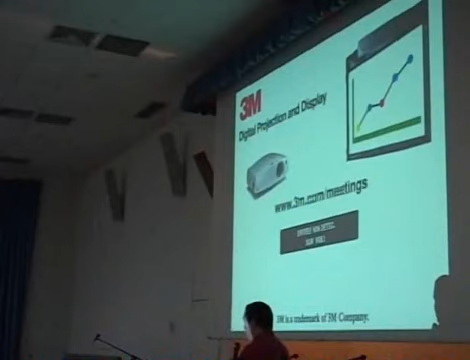 3M
Digital Projection and Display
www.3m.com/meetings
3M is a trademark of 3M Company.